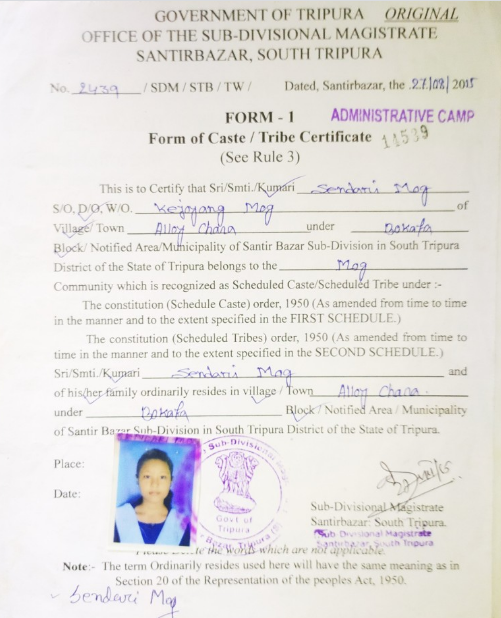 GOVERNMENT OF TRIPURA ORIGINAL
OFFICE OF THE SUB-DIVISIONAL MAGISTRATE
SANTIRBAZAR, SOUTH TRIPURA
No. 2439 / SDM / STB / TW / Dated, Santirbazar, the 27/08/2015
FORM - 1 ADMINISTRATIVE CAMP
Form of Caste / Tribe Certificate 14539
(See Rule 3)
This is to Certify that Sri/Smti./Kumari Sendarii Mog
S/O, D/O, W/O. Kejoyang Mog of
Village/ Town Alloy Chara under Bokafa
Block/ Notified Area/Municipality of Santir Bazar Sub-Division in South Tripura
District of the State of Tripura belongs to the Mog
Community which is recognized as Scheduled Caste/Scheduled Tribe under :-
The constitution (Schedule Caste) order, 1950 (As amended from time to time
in the manner and to the extent specified in the FIRST SCHEDULE.)
The constitution (Scheduled Tribes) order, 1950 (As amended from time to
time in the manner and to the extent specified in the SECOND SCHEDULE.)
Sri/Smti./Kumari Sendarii Mog and
of his/her family ordinarily resides in village / Town Alloy Chara.
under Bokafa Block / Notified Area / Municipality
of Santir Bazar Sub-Division in South Tripura District of the State of Tripura.
Place:
Date:
Sub-Divisional
Govt of
Tripura
Bazar, Tripura
Sub-Divisional Magistrate
Santirbazar: South Tripura.
Sub Divisional Magistrate
Santirbazar, South Tripura
the words which are not applicable.
Note:- The term Ordinarily resides used here will have the same meaning as in
Section 20 of the Representation of the peoples Act, 1950.
Sendari Mog